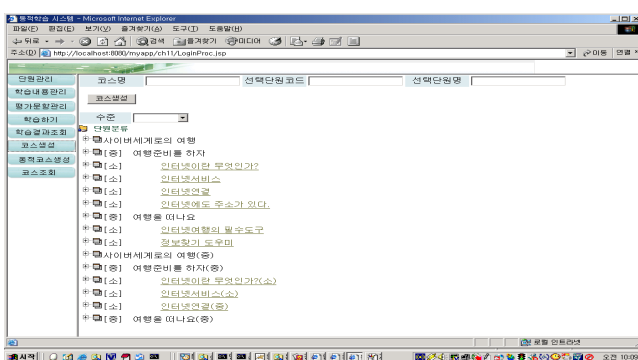 동적학습 시스템 - Microsoft Internet Explorer
파일(F) 편집(E) 보기(V) 즐겨찾기(A) 도구(T) 도움말(H)
뒤로 검색 즐겨찾기 미디어
주소(D) http://localhost:8080/myapp/ch11/LoginProc.jsp 이동 연결
단원관리
학습내용관리
평가문항관리
학습하기
학습결과조회
코스생성
동적코스생성
코스조회
코스명 선택단원코드 선택단원명
코스생성
수준
단원분류
사이버세계로의 여행
[중] 여행준비를 하자
[소] 인터넷이란 무엇인가?
[소] 인터넷서비스
[소] 인터넷연결
[소] 인터넷에도 주소가 있다.
[중] 여행을 떠나요
[소] 인터넷여행의 필수도구
[소] 정보찾기 도우미
사이버세계로의 여행(중)
[중] 여행준비를 하자(중)
[소] 인터넷이란 무엇인가?(소)
[소] 인터넷서비스(소)
[소] 인터넷연결(중)
[중] 여행을 떠나요(중)
로컬 인트라넷
시작 오전 10:09